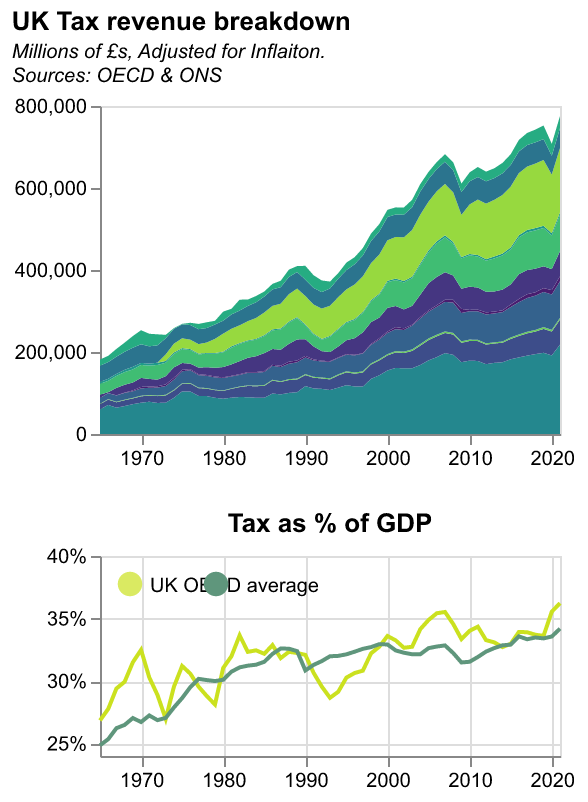 UK Tax revenue breakdown
Millions of £s, Adjusted for Inflaiton.
Sources: OECD & ONS
800,000
600,000
400,000
200,000
0
1970 1980 1990 2000 2010 2020
Tax as % of GDP
40%
UK OECD average
35%
30%
25%
1970 1980 1990 2000 2010 2020